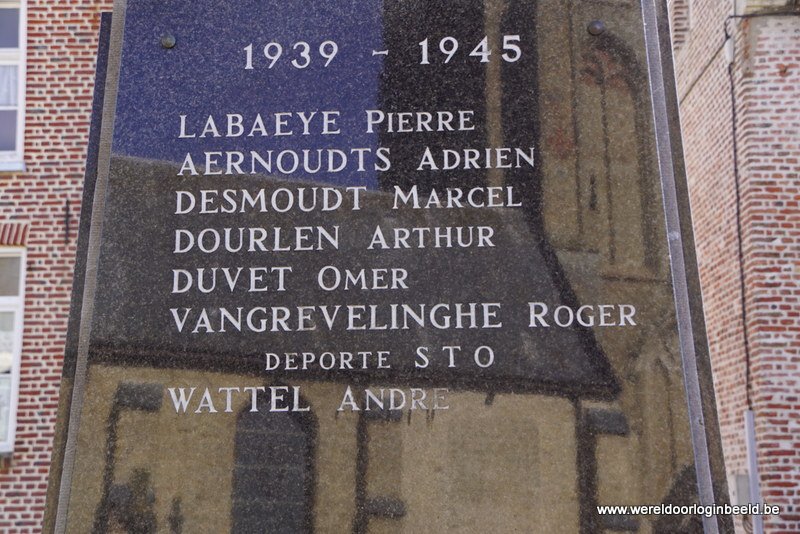 1939 - 1945
LABAEYE PIERRE
AERNOUDTS ADRIEN
DESMOUDT MARCEL
DOURLEN ARTHUR
DUVET OMER
VANGREVELINGHE ROGER
DEPORTE STO
WATTEL ANDRE
www.wereldoorloginbeeld.be